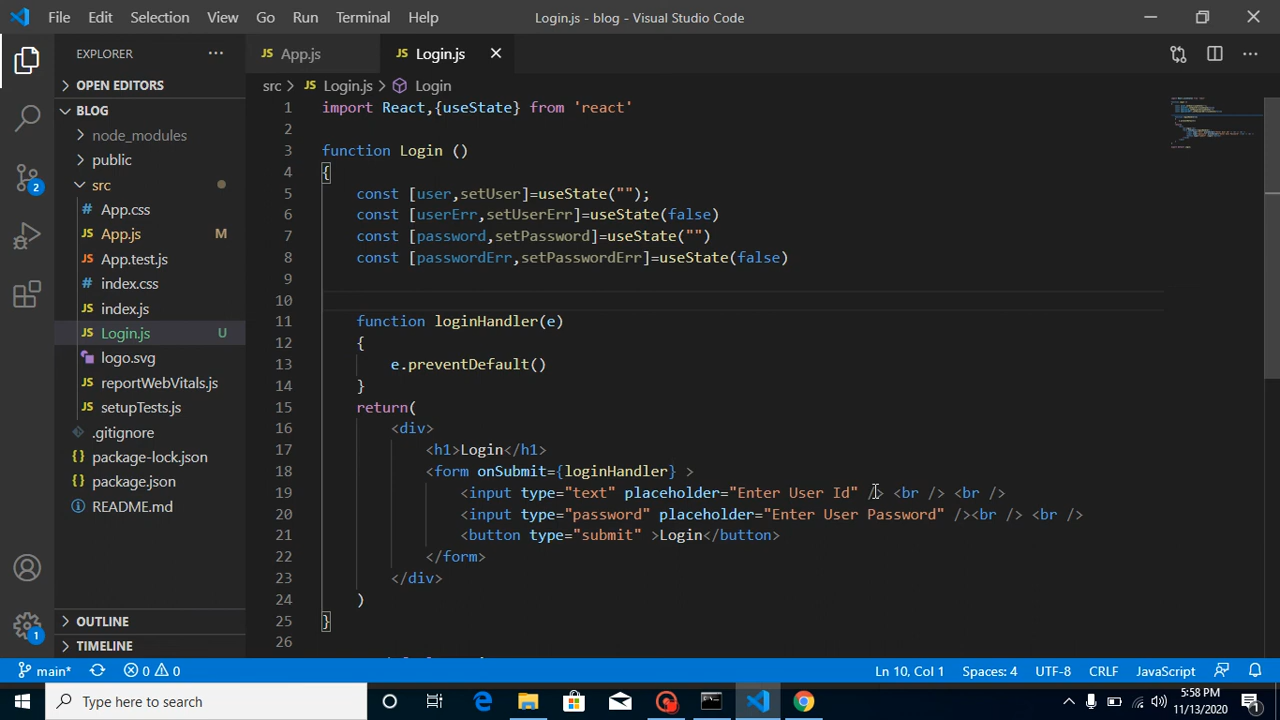 File Edit Selection View Go Run Terminal Help Login.js - blog - Visual Studio Code
EXPLORER
OPEN EDITORS
BLOG
node_modules
public
src
App.css
App.js M
App.test.js
index.css
index.js
Login.js U
logo.svg
reportWebVitals.js
setupTests.js
.gitignore
package-lock.json
package.json
README.md
OUTLINE
TIMELINE
2
1
JS App.js JS Login.js
src JS Login.js Login
1 import React,{useState} from 'react'
2
3 function Login ()
4 {
5 const [user,setUser]=useState("");
6 const [userErr,setUserErr]=useState(false)
7 const [password,setPassword]=useState("")
8 const [passwordErr,setPasswordErr]=useState(false)
9
10
11 function loginHandler(e)
12 {
13 e.preventDefault()
14 }
15 return(
16 <div>
17 <h1>Login</h1>
18 <form onSubmit={loginHandler} >
19 <input type="text" placeholder="Enter User Id" /> <br /> <br />
20 <input type="password" placeholder="Enter User Password" /><br /> <br />
21 <button type="submit" >Login</button>
22 </form>
23 </div>
24 )
25 }
26
main* 0 0 Ln 10, Col 1 Spaces: 4 UTF-8 CRLF JavaScript
Type here to search
5:58 PM
11/13/2020
1